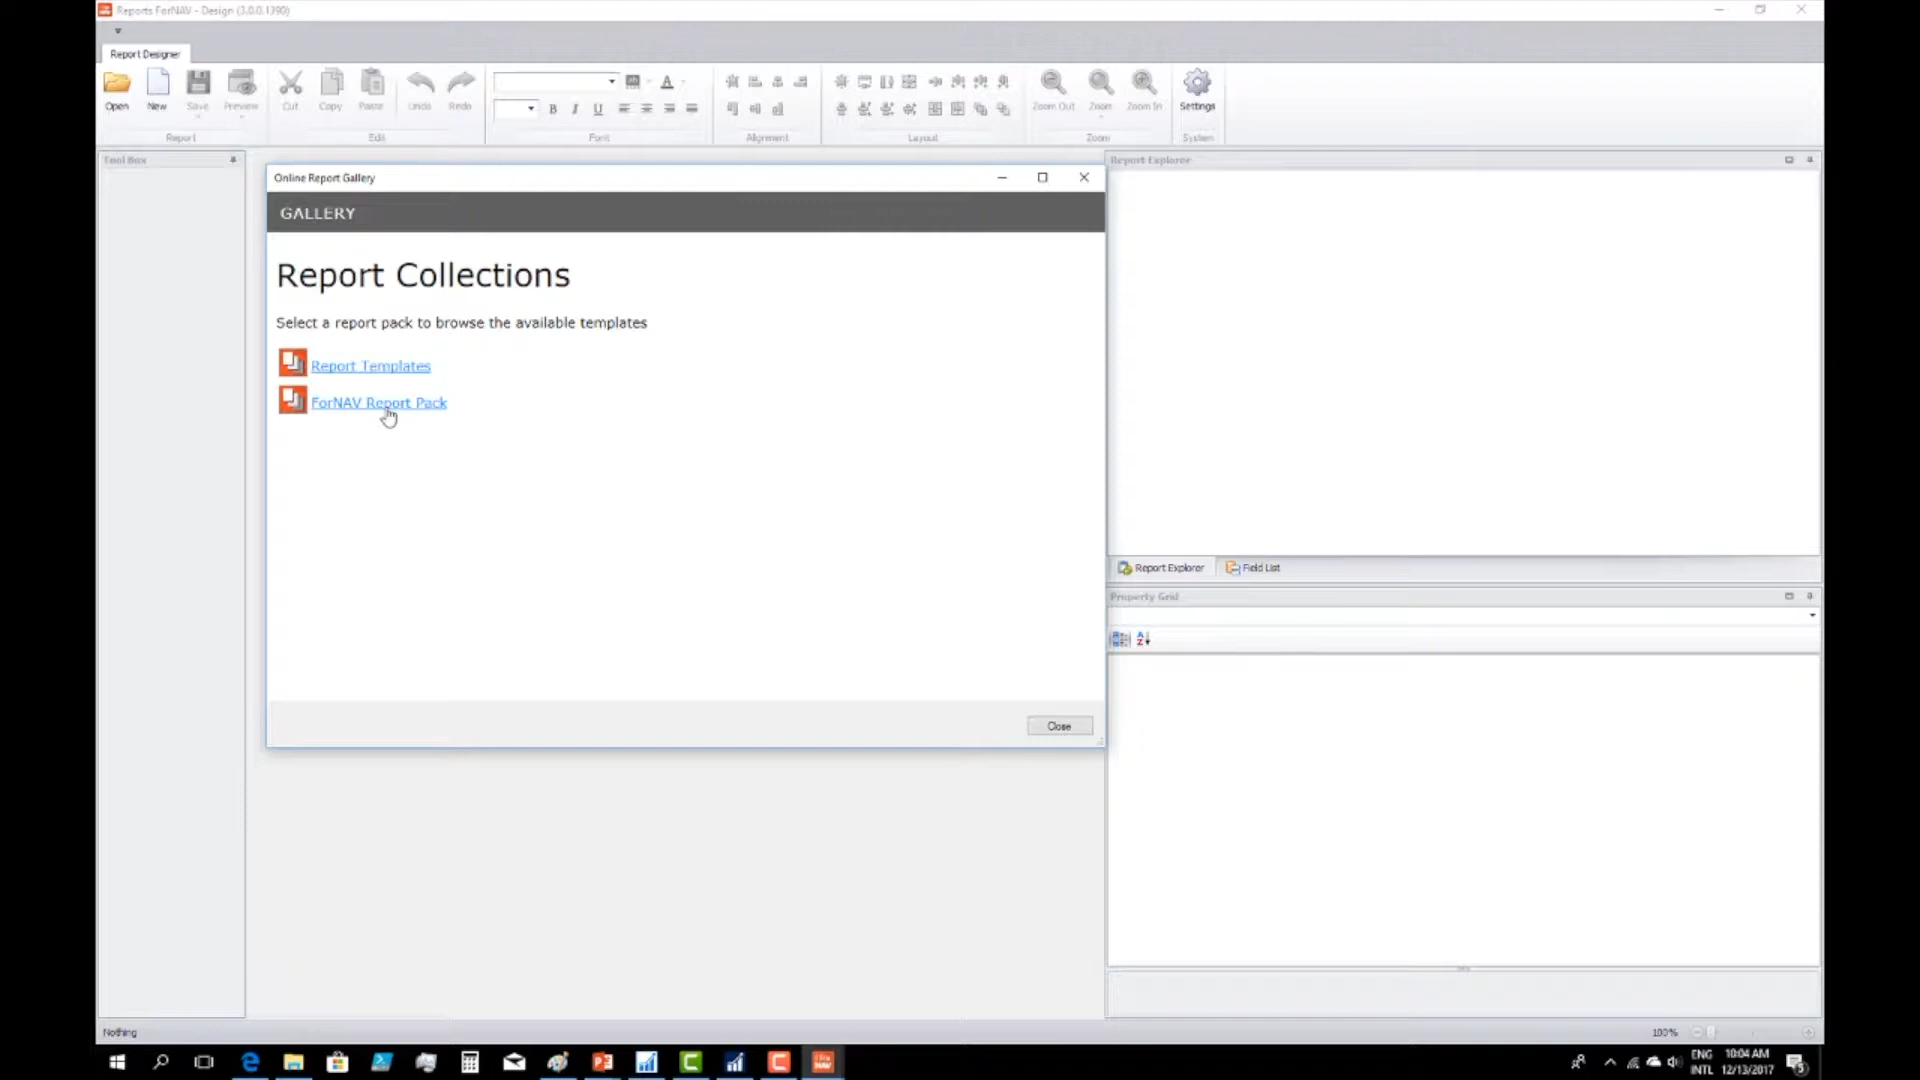 Reports ForNAV - Design (3.0.0.1390)
Report Designer
Open
New
Save
Preview
Cut
Copy
Paste
Undo
Redo
B I U
Zoom Out
Zoom
Zoom In
Settings
Report
Edit
Font
Alignment
Layout
Zoom
System
Tool Box
Online Report Gallery
GALLERY
Report Collections
Select a report pack to browse the available templates
Report Templates
ForNAV Report Pack
Close
Report Explorer
Report Explorer
Field List
Property Grid
Nothing
100%
ENG
INTL
10:04 AM
12/13/2017